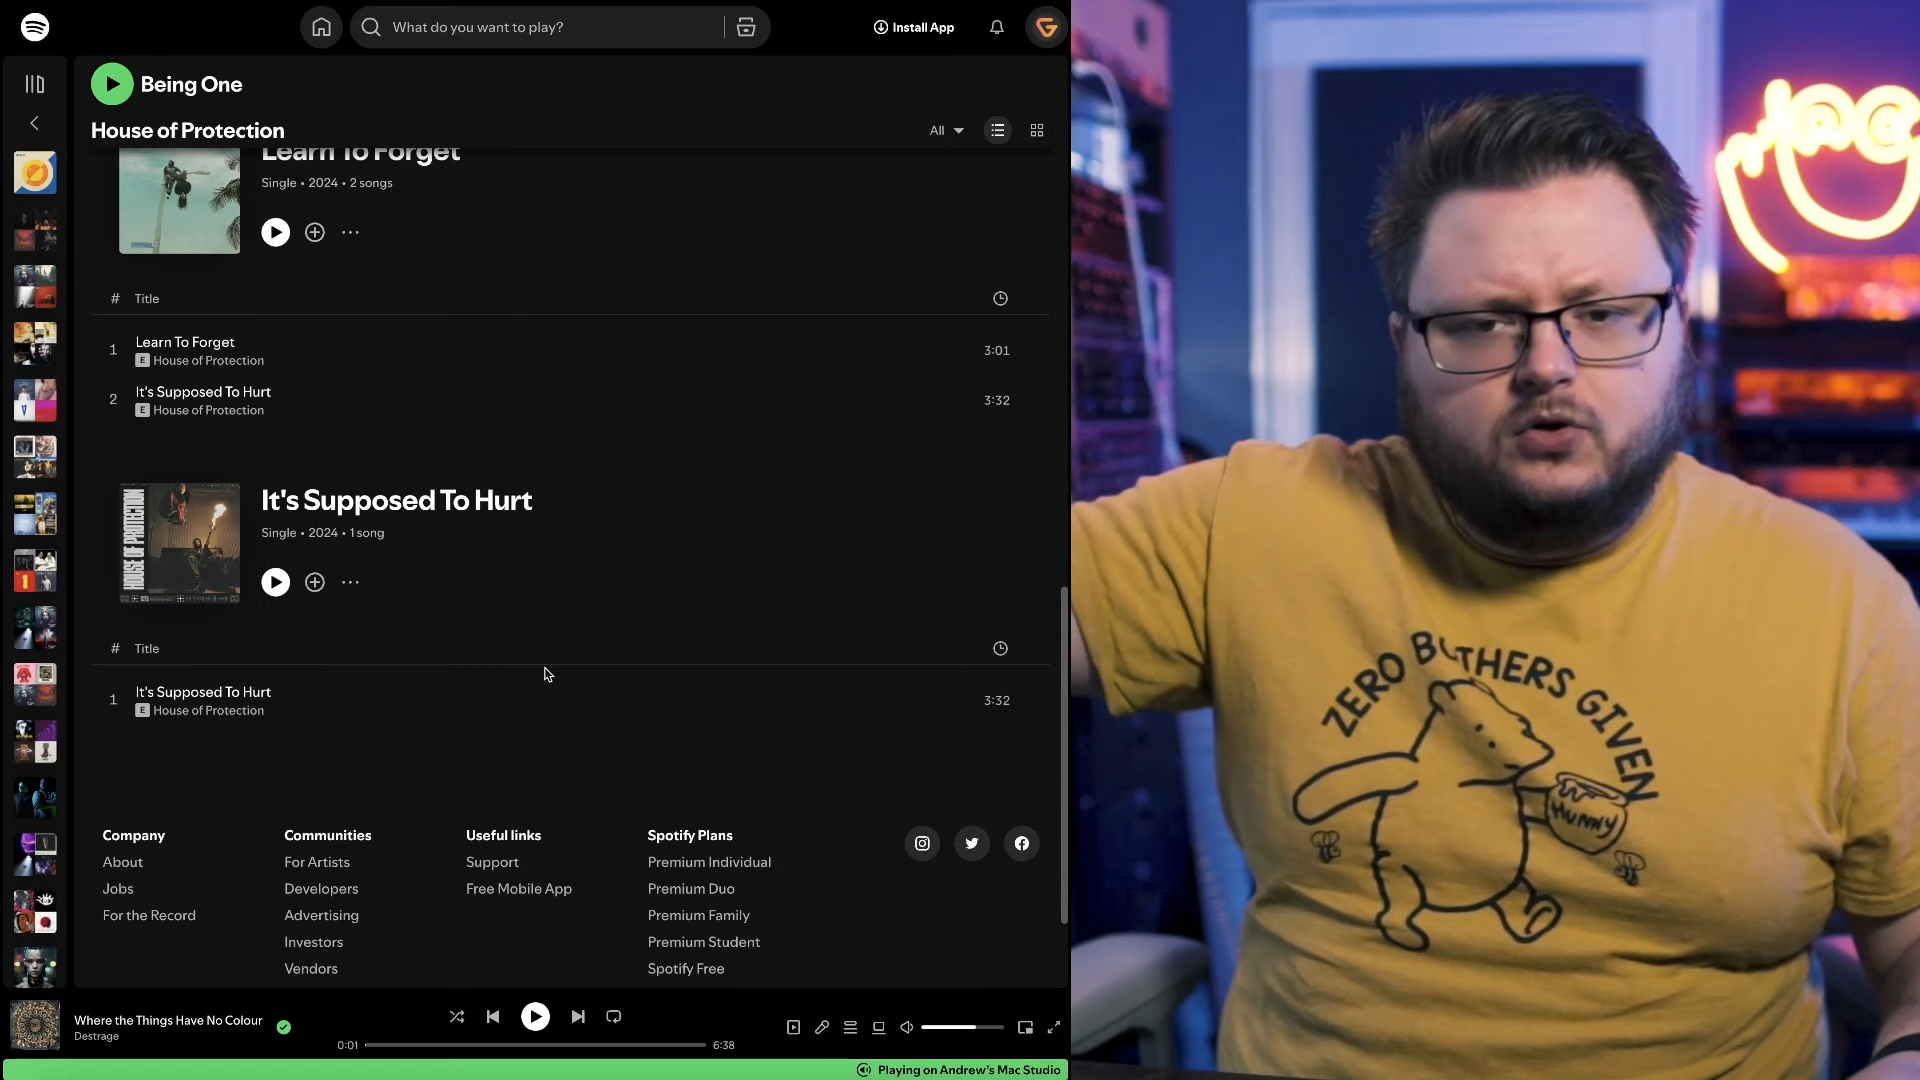 What do you want to play?
Install App
Being One
House of Protection
All
Learn To Forget
Single • 2024 • 2 songs
# Title
1 Learn To Forget 3:01
E House of Protection
2 It's Supposed To Hurt 3:32
E House of Protection
HOUSE OF PROTECTION
It's Supposed To Hurt
Single • 2024 • 1 song
# Title
1 It's Supposed To Hurt 3:32
E House of Protection
Company
About
Jobs
For the Record
Communities
For Artists
Developers
Advertising
Investors
Vendors
Useful links
Support
Free Mobile App
Spotify Plans
Premium Individual
Premium Duo
Premium Family
Premium Student
Spotify Free
Where the Things Have No Colour
Destrage
0:01
6:38
Playing on Andrew's Mac Studio
ZERO BOTHERS GIVEN
HUNNY